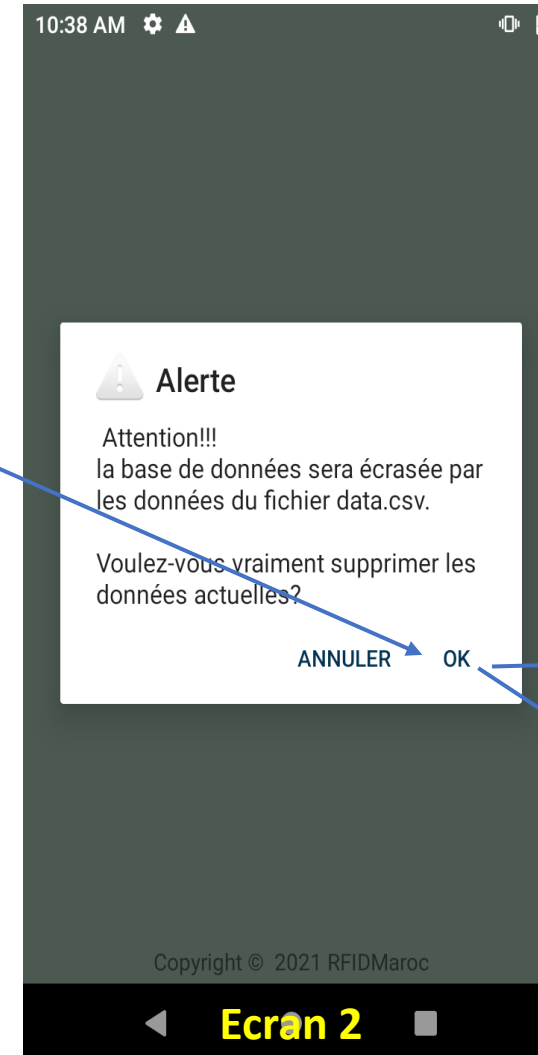 10:38 AM
Alerte
Attention!!!
la base de données sera écrasée par
les données du fichier data.csv.
Voulez-vous vraiment supprimer les
données actuelles?
ANNULER OK
Copyright © 2021 RFIDMaroc
Ecran 2